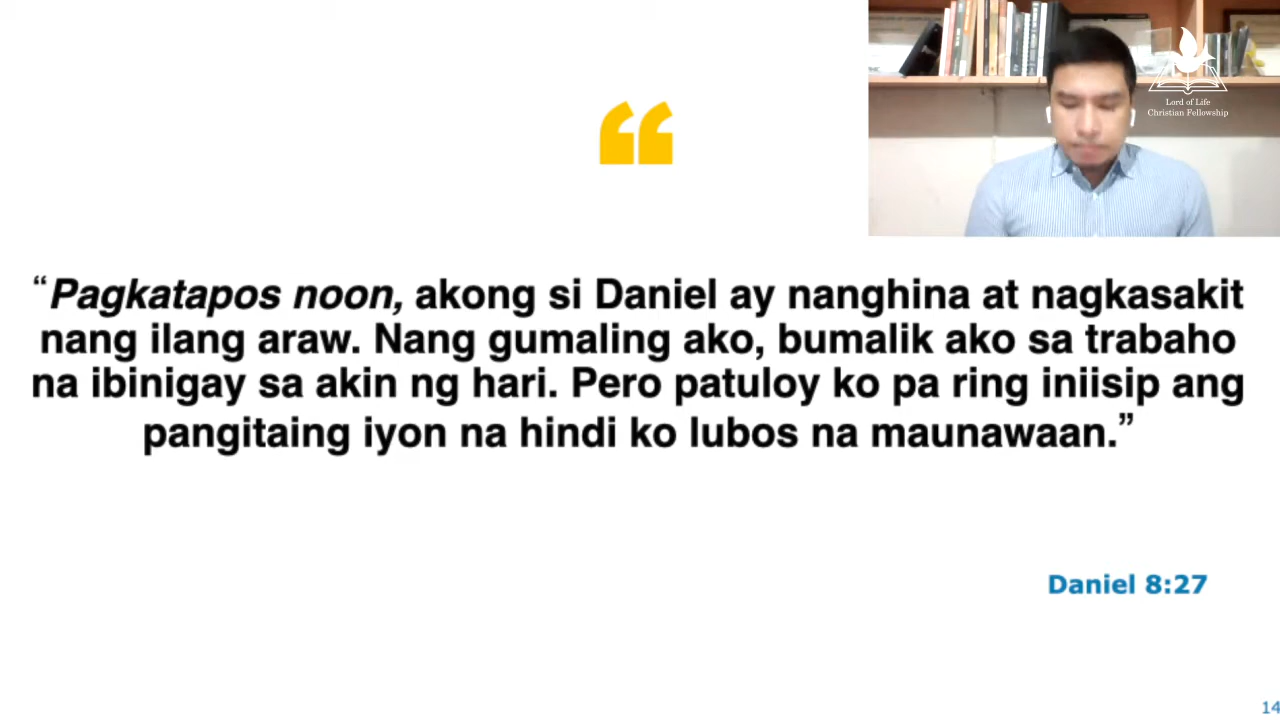 Lord of Life
Christian Fellowship
“Pagkatapos noon, akong si Daniel ay nanghina at nagkasakit
nang ilang araw. Nang gumaling ako, bumalik ako sa trabaho
na ibinigay sa akin ng hari. Pero patuloy ko pa ring iniisip ang
pangitaing iyon na hindi ko lubos na maunawaan.”
Daniel 8:27
14